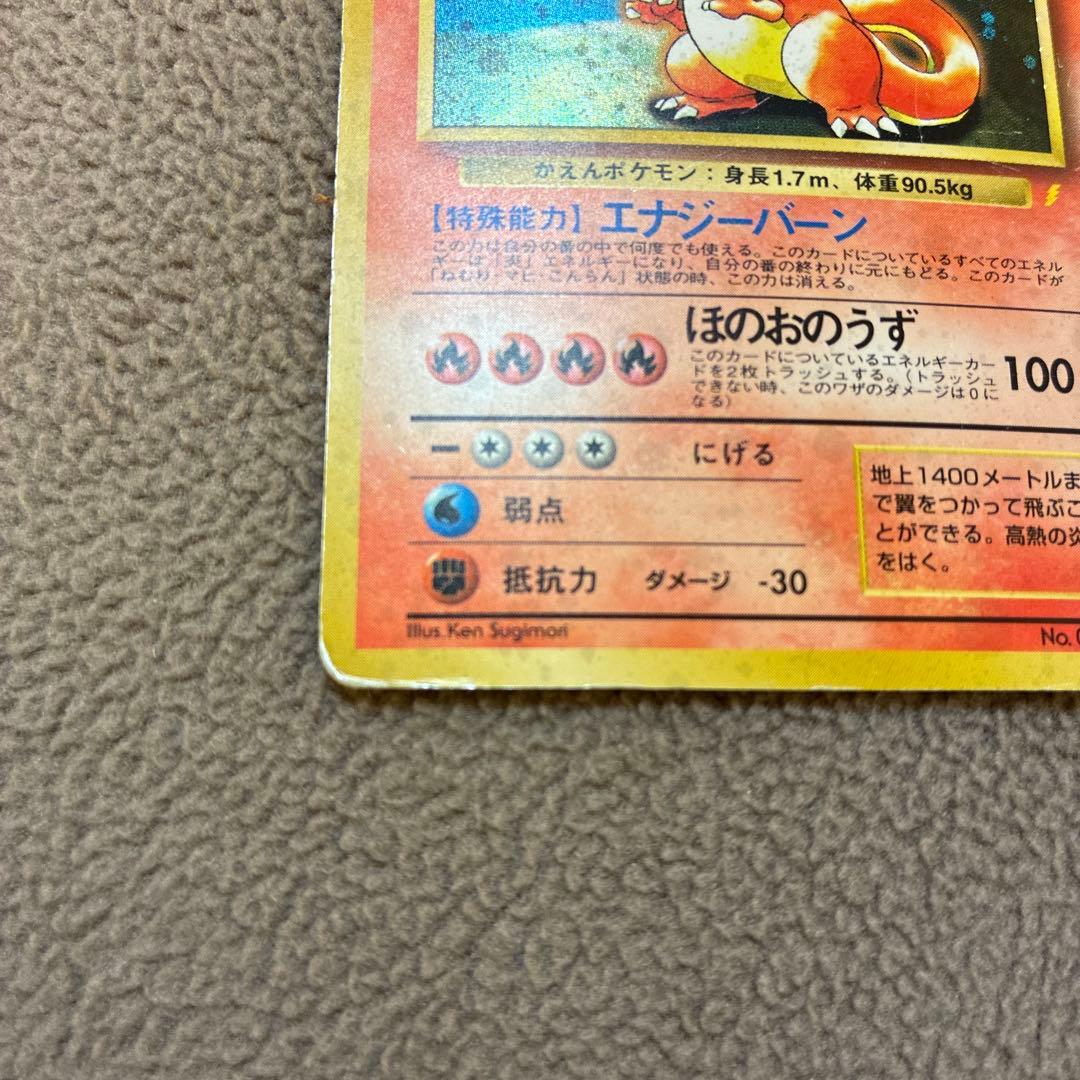 かえんポケモン：身長1.7m、体重90.5kg
【特殊能力】エナジーバーン
この力は自分の番の中で何度でも使える。このカードについているすべてのエネル
ギーは「炎」エネルギーになり、自分の番の終わりに元にもどる。このカードが
「ねむり・マヒ・こんらん」状態の時、この力は消える。
ほのおのうず
このカードについているエネルギーカー
ドを2枚トラッシュする。（トラッシュ
できない時、このワザのダメージは0に
なる）
100
にげる
弱点
抵抗力 ダメージ -30
地上1400メートルま
で翼をつかって飛ぶこ
とができる。高熱の炎
をはく。
Illus. Ken Sugimori
No.0